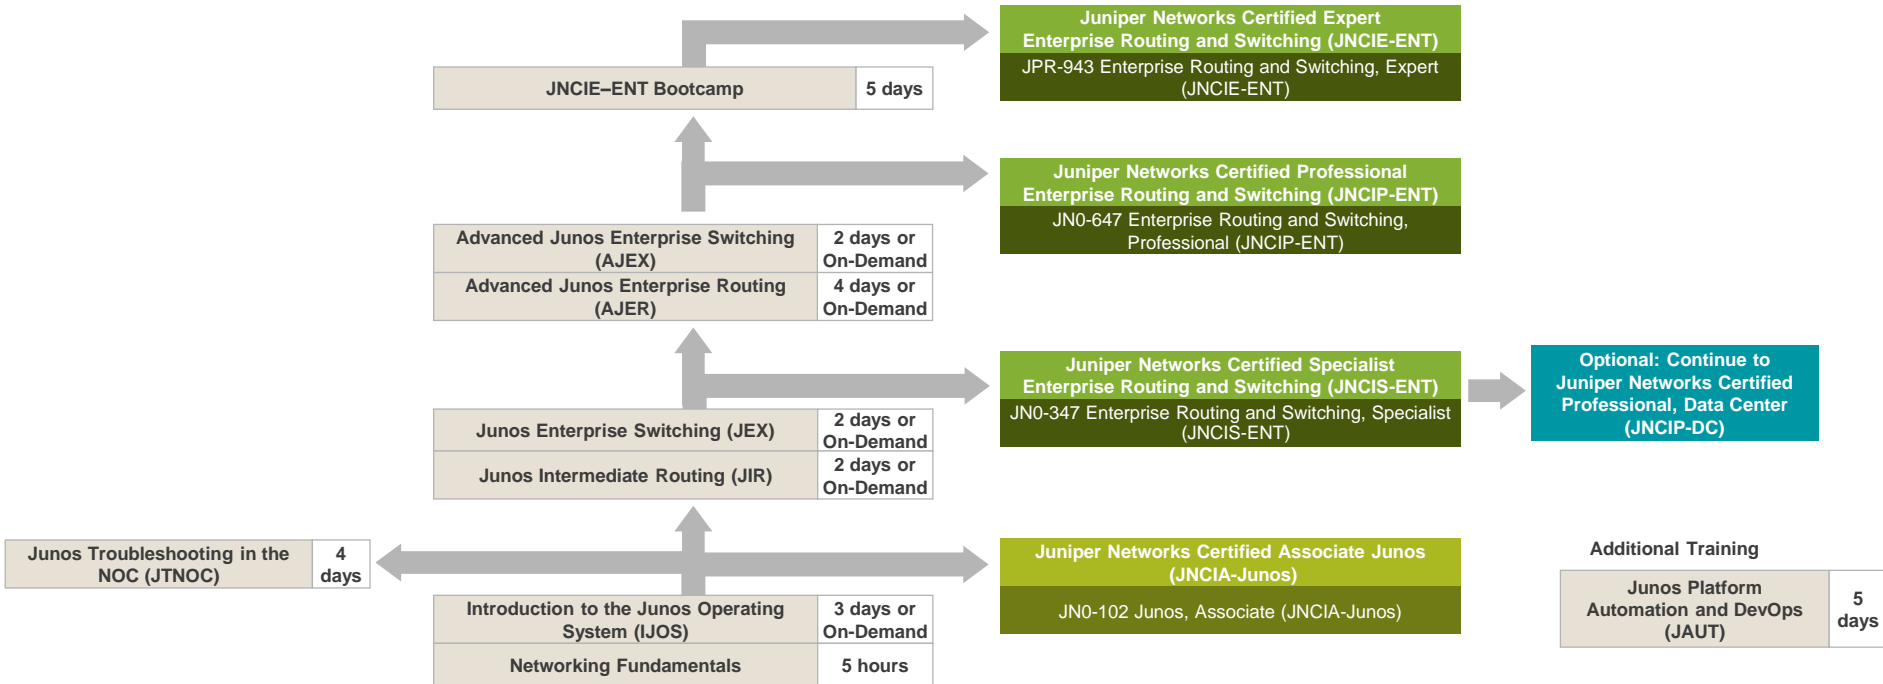 Juniper Networks Certified Expert
Enterprise Routing and Switching (JNCIE-ENT)
JPR-943 Enterprise Routing and Switching, Expert
(JNCIE-ENT)
JNCIE–ENT Bootcamp
5 days
Juniper Networks Certified Professional
Enterprise Routing and Switching (JNCIP-ENT)
JN0-647 Enterprise Routing and Switching,
Professional (JNCIP-ENT)
Advanced Junos Enterprise Switching
(AJEX)
2 days or
On-Demand
Advanced Junos Enterprise Routing
(AJER)
4 days or
On-Demand
Juniper Networks Certified Specialist
Enterprise Routing and Switching (JNCIS-ENT)
JN0-347 Enterprise Routing and Switching, Specialist
(JNCIS-ENT)
Optional: Continue to
Juniper Networks Certified
Professional, Data Center
(JNCIP-DC)
Junos Enterprise Switching (JEX)
2 days or
On-Demand
Junos Intermediate Routing (JIR)
2 days or
On-Demand
Junos Troubleshooting in the
NOC (JTNOC)
4
days
Juniper Networks Certified Associate Junos
(JNCIA-Junos)
JN0-102 Junos, Associate (JNCIA-Junos)
Additional Training
Junos Platform
Automation and DevOps
(JAUT)
5
days
Introduction to the Junos Operating
System (IJOS)
3 days or
On-Demand
Networking Fundamentals
5 hours